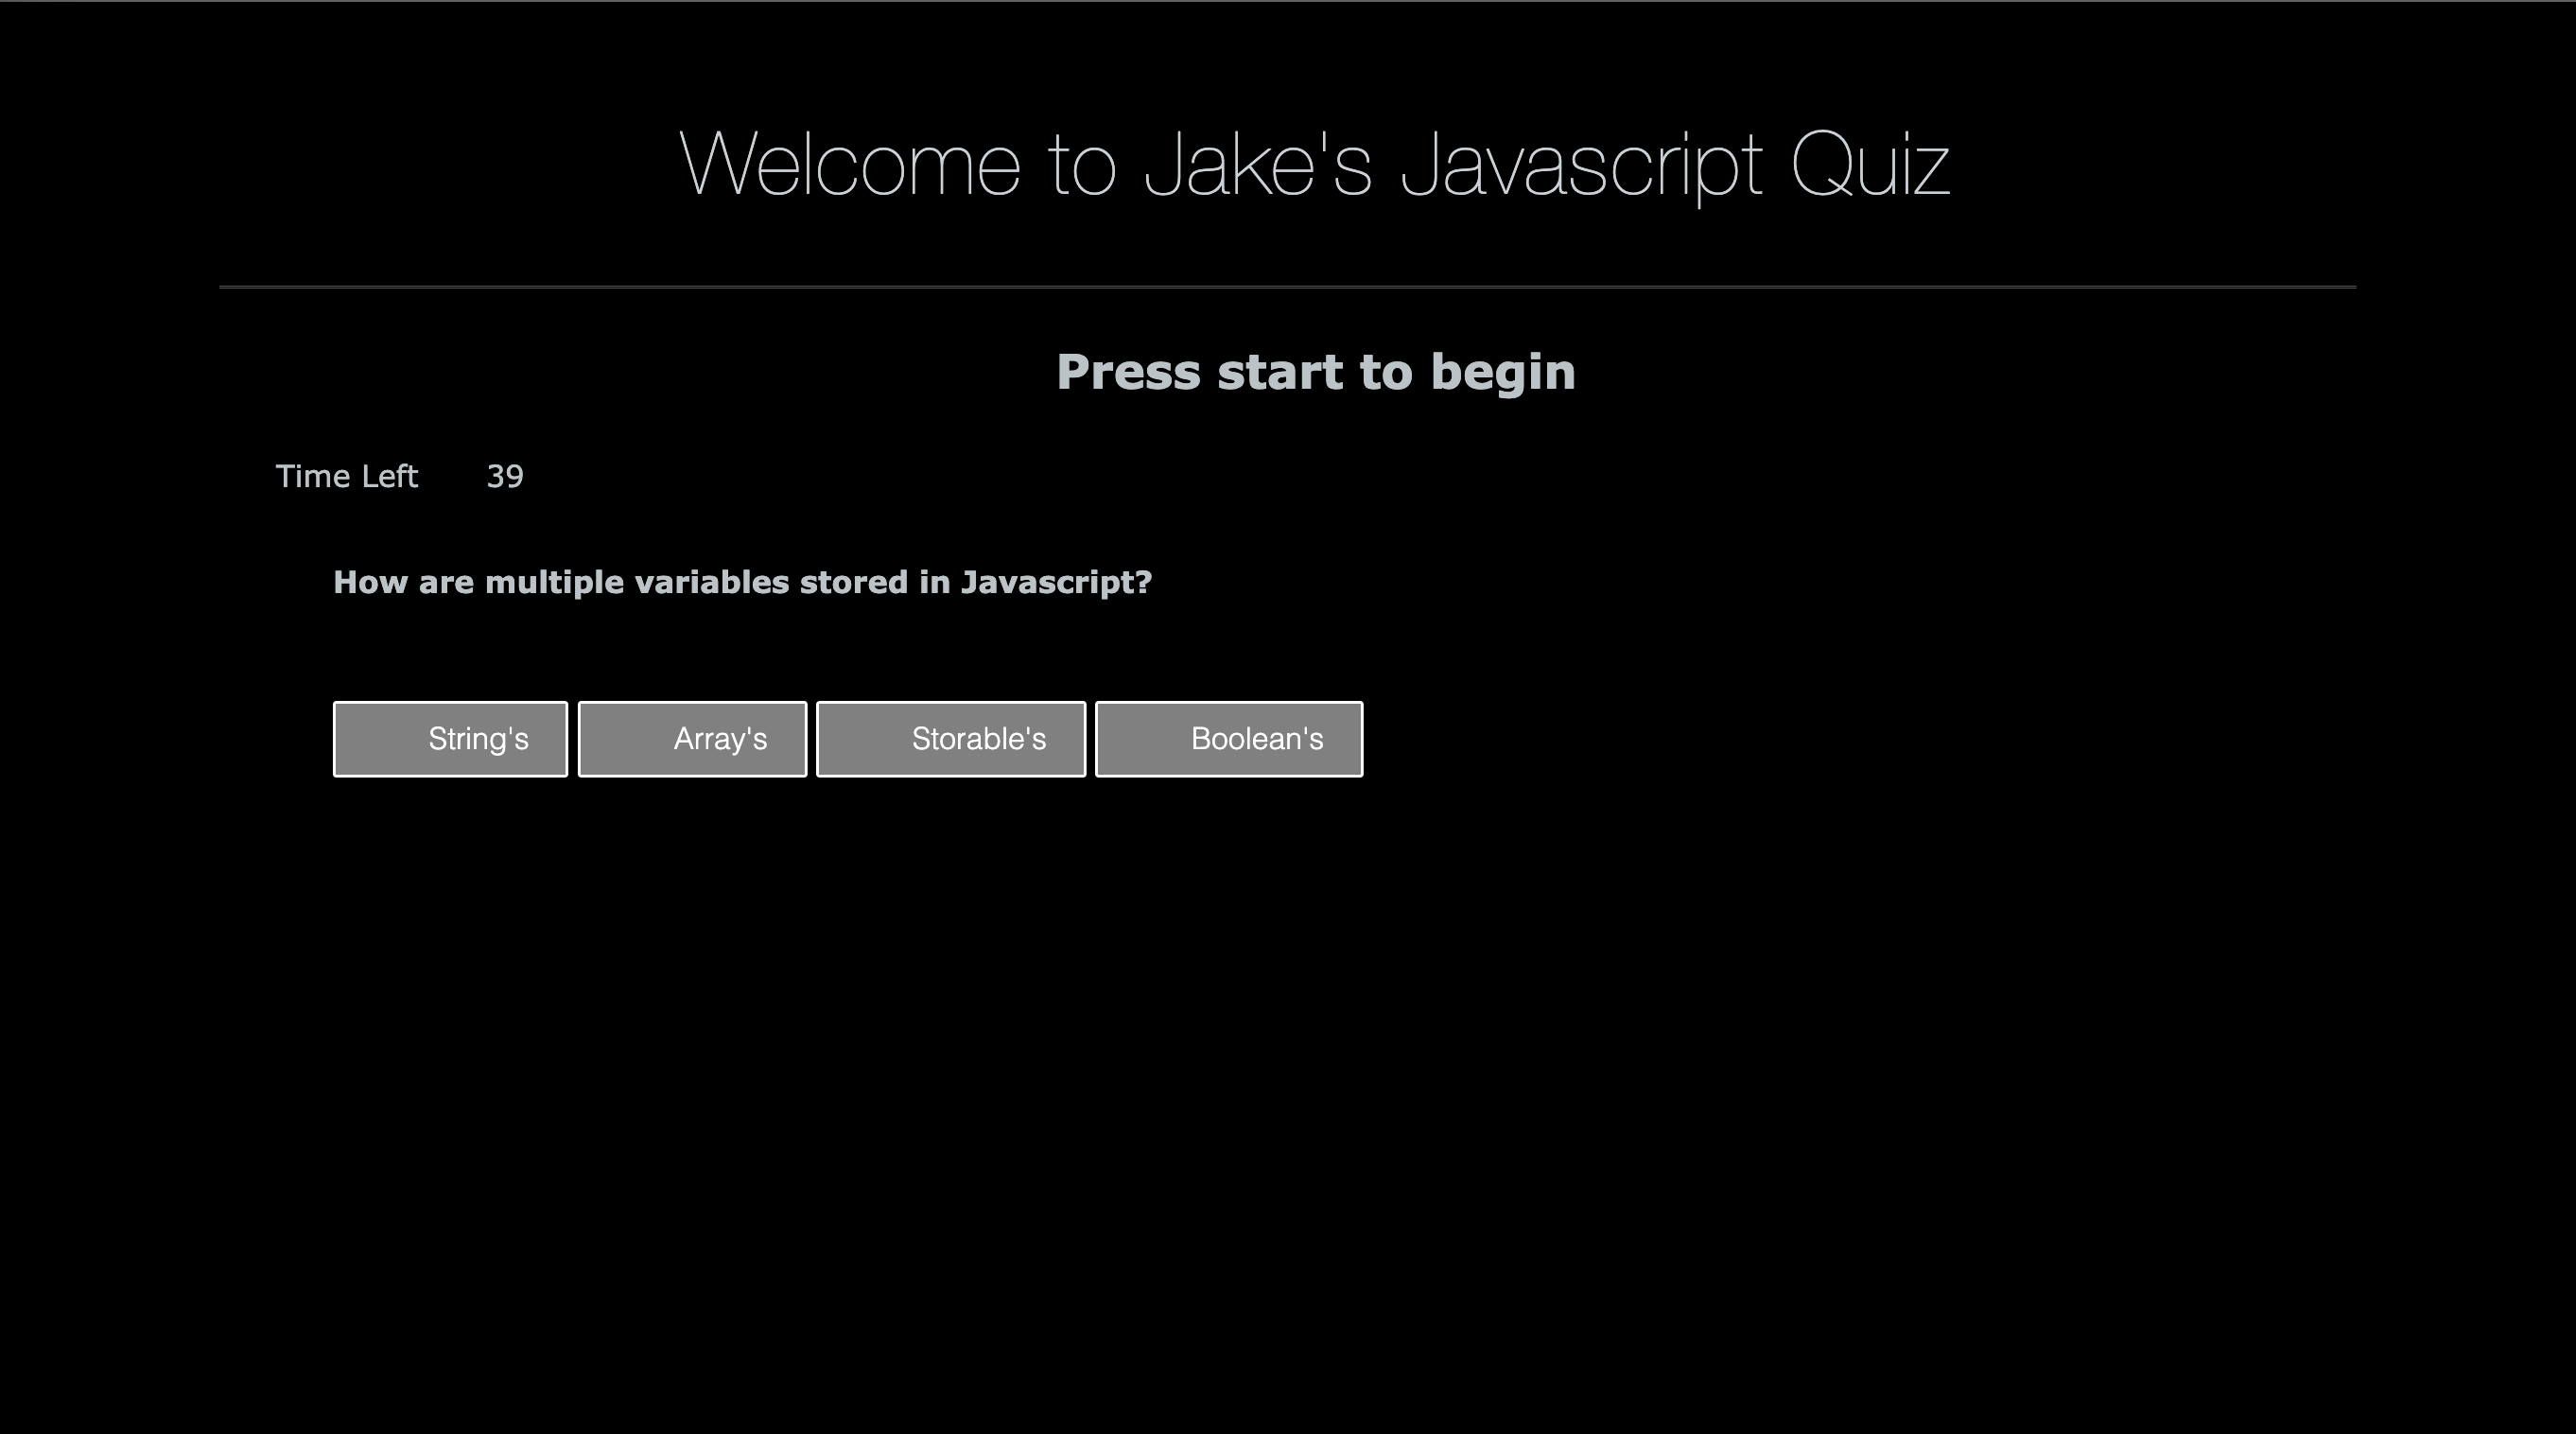 Welcome to Jake's Javascript Quiz
Press start to begin
Time Left 39
How are multiple variables stored in Javascript?
String's Array's Storable's Boolean's